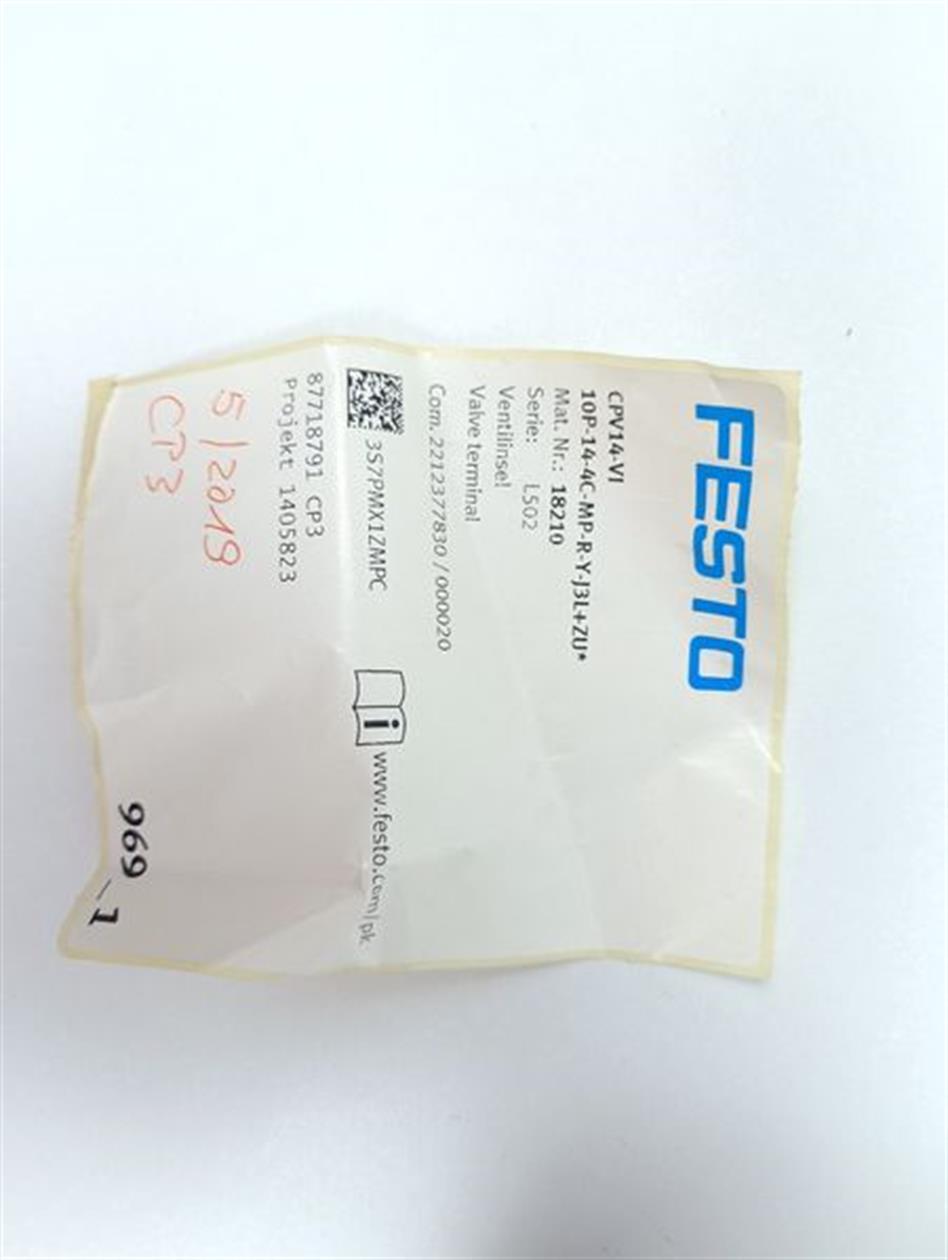 FESTO
CPV14-VI
10P-14-4C-MP-R-Y-J3L+ZU*
Mat. Nr.: 18210
Serie: L502
Ventilinsel
Valve terminal
Com. 2212377830 / 000020
3S7PMX1ZMPC
i www.festo.com/pk
87718791 CP3
Projekt 1405823
5/2019
CP3
969_1